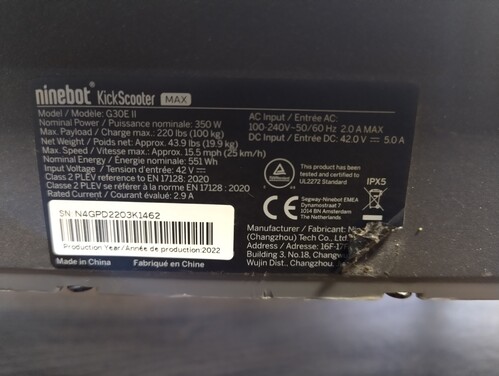 ninebot KickScooter MAX
Model / Modèle: G30E II
Nominal Power / Puissance nominale: 350 W
Max. Payload / Charge max.: 220 lbs (100 kg)
Net Weight / Poids net: Approx. 43.9 lbs (19.9 kg)
Max. Speed / Vitesse max.: Approx. 15.5 mph (25 km/h)
Nominal Energy / Énergie nominale: 551 Wh
Input Voltage / Tension d'entrée: 42 V
Class 2 PLEV reference to EN 17128 : 2020
Class 2 PLEV se référer à la norme EN 17128 : 2020
Current / Courant mesuré: 2.9 A
SN: N4GPD2203K1462
Production Year/Année de production:2022
Made in China Fabriqué en Chine
AC Input / Entrée AC:
100-240V~50/60 Hz 2.0 A MAX
DC Input / Entrée DC: 42.0 V 5.0 A
This product has been
tested and certified to
UL2272 Standard
IPX5
CE
Segway-Ninebot EMEA
Dynamostraat 7
1014 BN Amsterdam
The Netherlands
Manufacturer / Fabricant:
(Changzhou) Tech Co., Ltd.
Address / Adresse: 16F-
Building 3, No.18, Changw
Wujin Dist., Changzhou